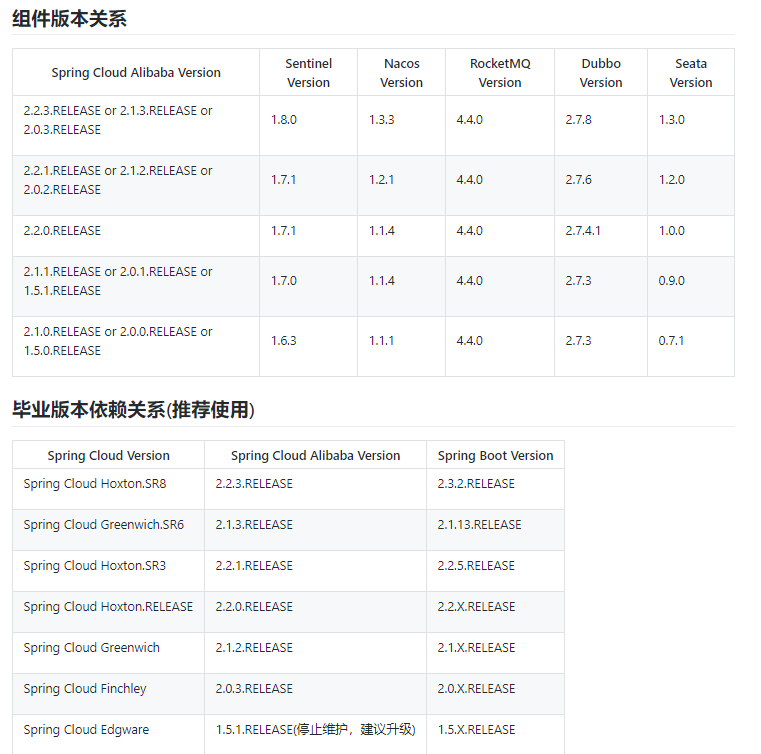 组件版本关系
Spring Cloud Alibaba Version Sentinel Version Nacos Version RocketMQ Version Dubbo Version Seata Version
2.2.3.RELEASE or 2.1.3.RELEASE or 2.0.3.RELEASE 1.8.0 1.3.3 4.4.0 2.7.8 1.3.0
2.2.1.RELEASE or 2.1.2.RELEASE or 2.0.2.RELEASE 1.7.1 1.2.1 4.4.0 2.7.6 1.2.0
2.2.0.RELEASE 1.7.1 1.1.4 4.4.0 2.7.4.1 1.0.0
2.1.1.RELEASE or 2.0.1.RELEASE or 1.5.1.RELEASE 1.7.0 1.1.4 4.4.0 2.7.3 0.9.0
2.1.0.RELEASE or 2.0.0.RELEASE or 1.5.0.RELEASE 1.6.3 1.1.1 4.4.0 2.7.3 0.7.1
毕业版本依赖关系(推荐使用)
Spring Cloud Version Spring Cloud Alibaba Version Spring Boot Version
Spring Cloud Hoxton.SR8 2.2.3.RELEASE 2.3.2.RELEASE
Spring Cloud Greenwich.SR6 2.1.3.RELEASE 2.1.13.RELEASE
Spring Cloud Hoxton.SR3 2.2.1.RELEASE 2.2.5.RELEASE
Spring Cloud Hoxton.RELEASE 2.2.0.RELEASE 2.2.X.RELEASE
Spring Cloud Greenwich 2.1.2.RELEASE 2.1.X.RELEASE
Spring Cloud Finchley 2.0.3.RELEASE 2.0.X.RELEASE
Spring Cloud Edgware 1.5.1.RELEASE(停止维护，建议升级) 1.5.X.RELEASE